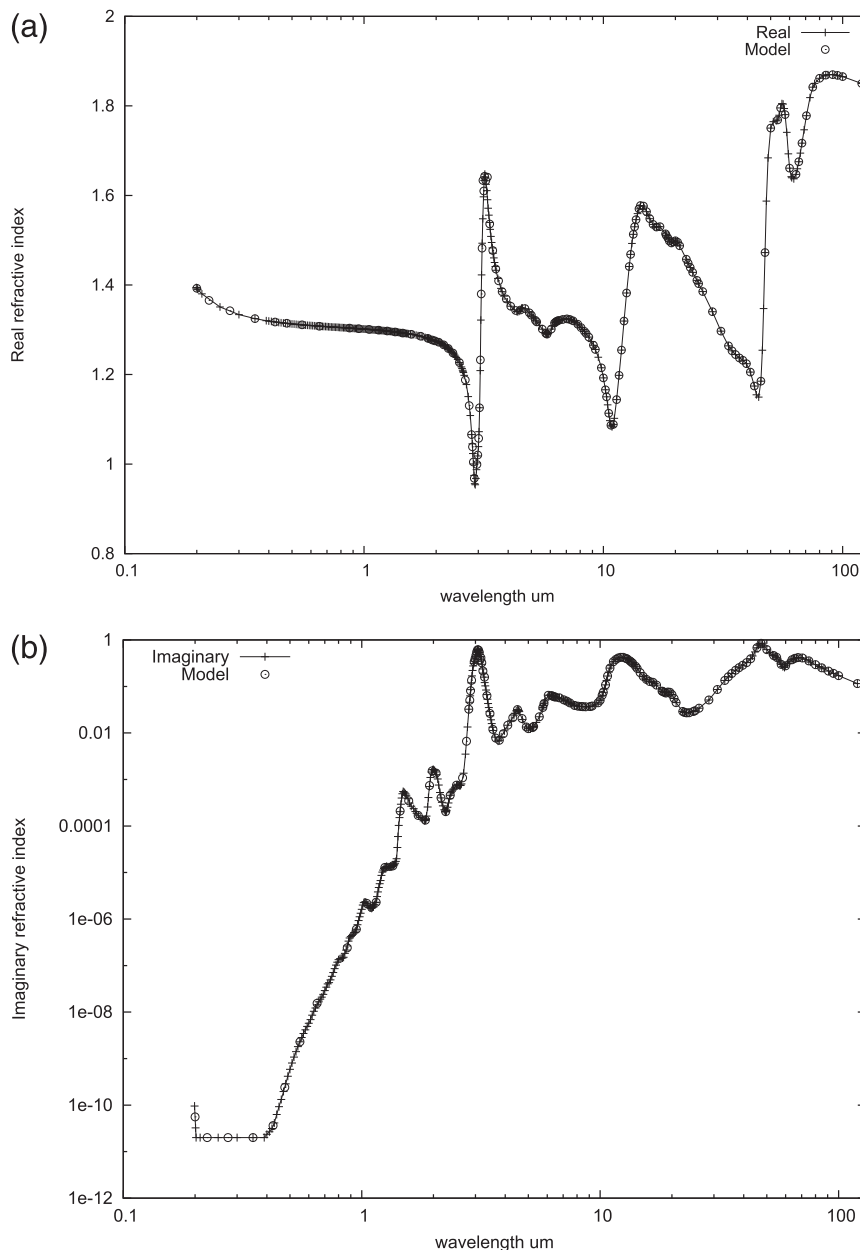 (a)
2
Real
Model
1.8
1.6
1.4
1.2
1
0.8
Real refractive index
0.1 1 10 100
wavelength um
(b)
1
Imaginary
Model
0.01
0.0001
1e-06
1e-08
1e-10
1e-12
Imaginary refractive index
0.1 1 10 100
wavelength um